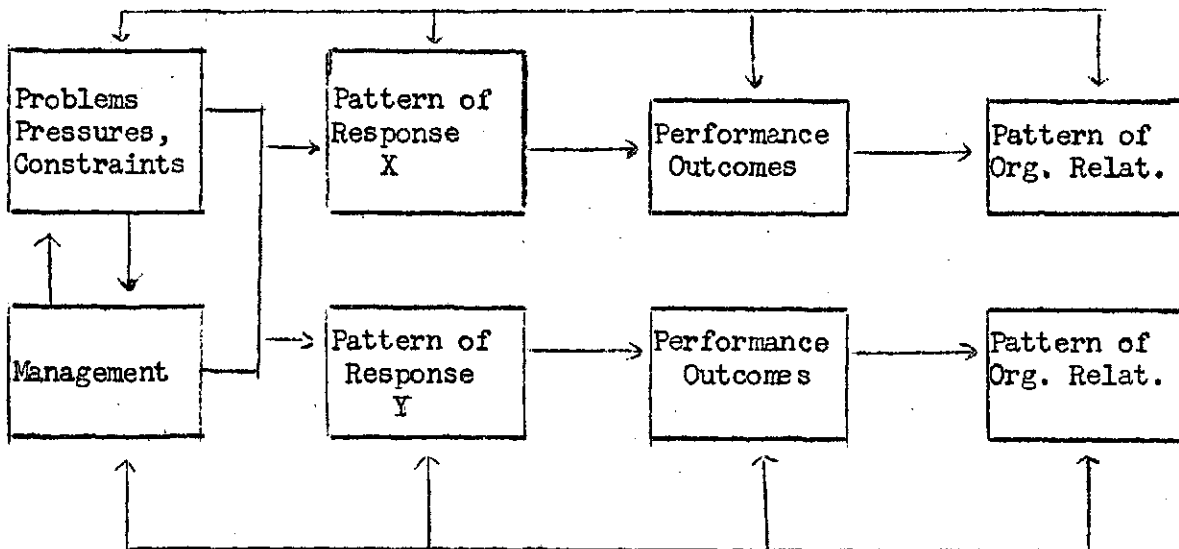 Problems
Pressures,
Constraints
Pattern of
Response
X
Performance
Outcomes
Pattern of
Org. Relat.
Management
Pattern of
Response
Y
Performance
Outcomes
Pattern of
Org. Relat.